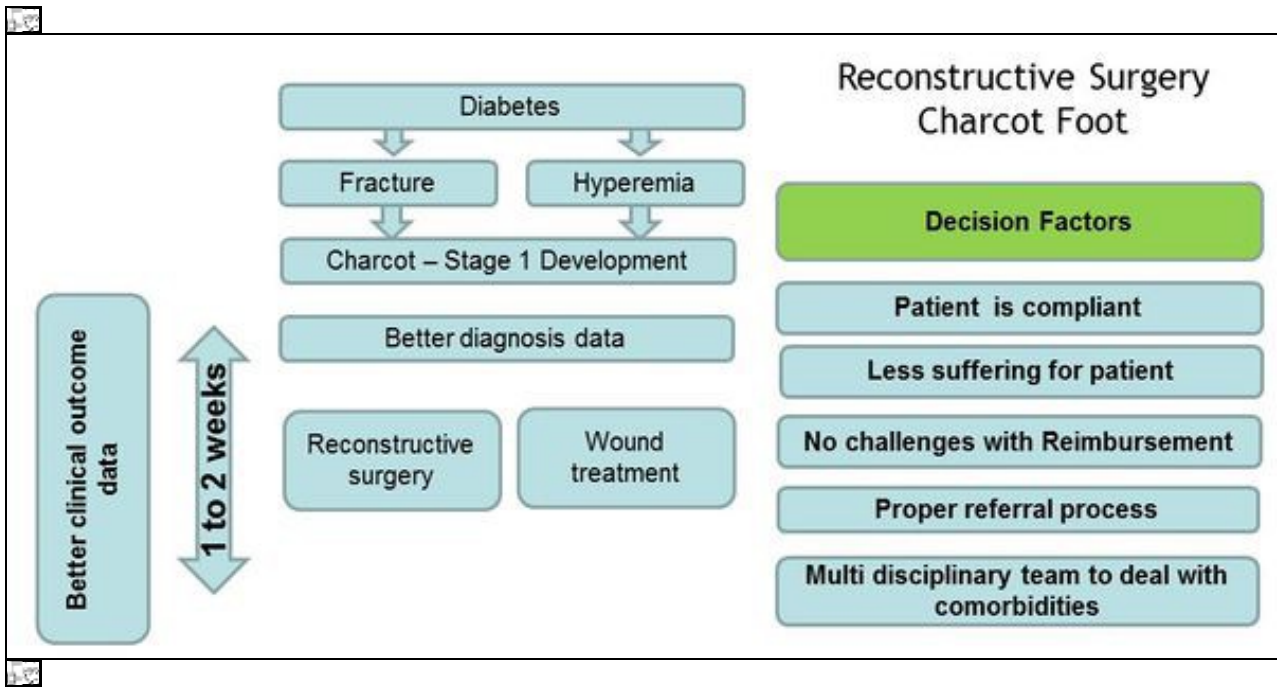 Reconstructive Surgery
Charcot Foot
Diabetes
Fracture
Hyperemia
Charcot – Stage 1 Development
Better diagnosis data
Reconstructive
surgery
Wound
treatment
Better clinical outcome
data
1 to 2 weeks
Decision Factors
Patient is compliant
Less suffering for patient
No challenges with Reimbursement
Proper referral process
Multi disciplinary team to deal with
comorbidities